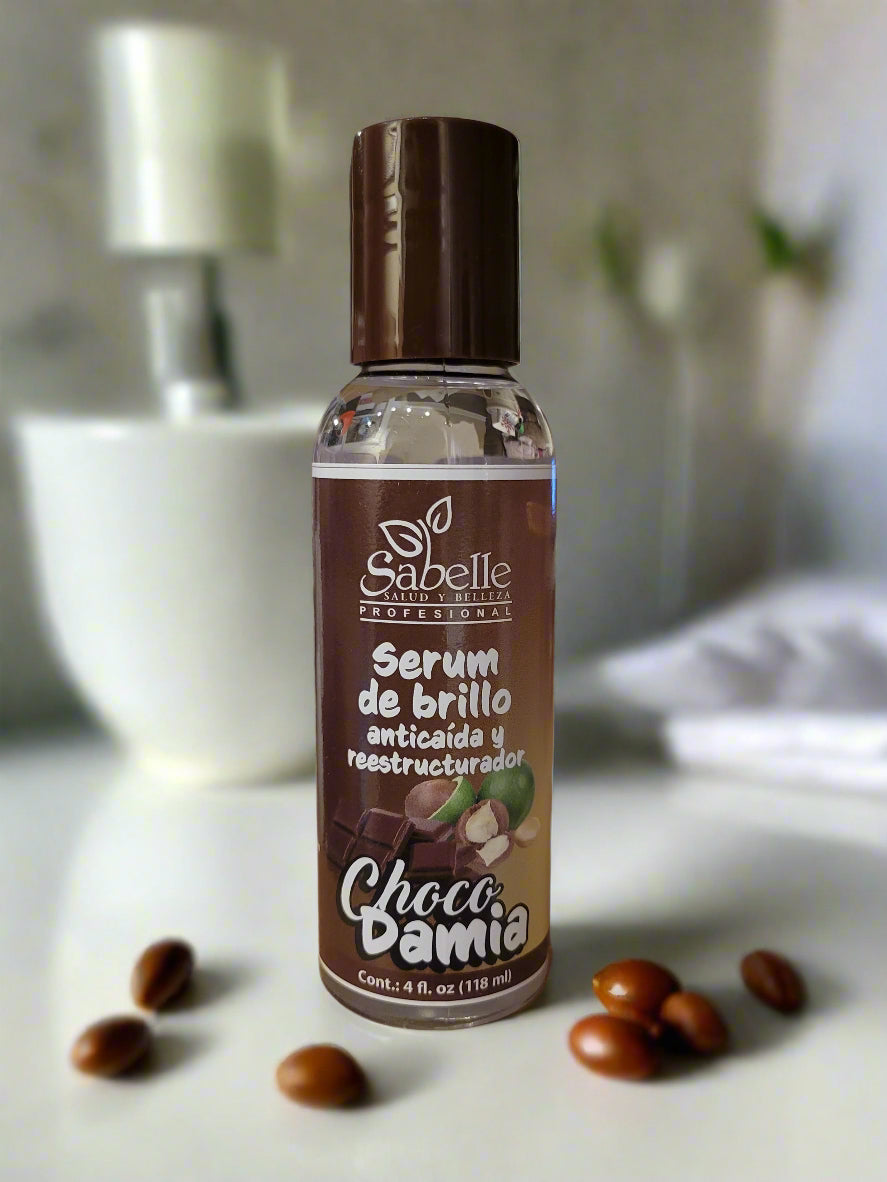 Sabelle
SALUD Y BELLEZA
PROFESIONAL
Serum
de brillo
anticaída y
reestructurador
Choco
Damia
Cont.: 4 fl. oz (118 ml)